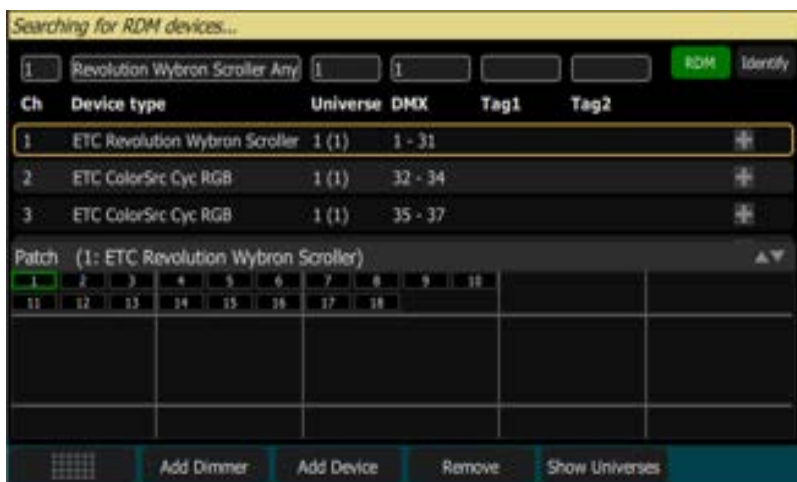 Searching for RDM devices...
1 Revolution Wybron Scroller Any 1 1 RDM Identify
Ch Device type Universe DMX Tag1 Tag2
1 ETC Revolution Wybron Scroller 1 (1) 1 - 31
2 ETC ColorSrc Cyc RGB 1 (1) 32 - 34
3 ETC ColorSrc Cyc RGB 1 (1) 35 - 37
Patch (1: ETC Revolution Wybron Scroller)
1 2 3 4 5 6 7 8 9 10
11 12 13 14 15 16 17 18
Add Dimmer Add Device Remove Show Universes